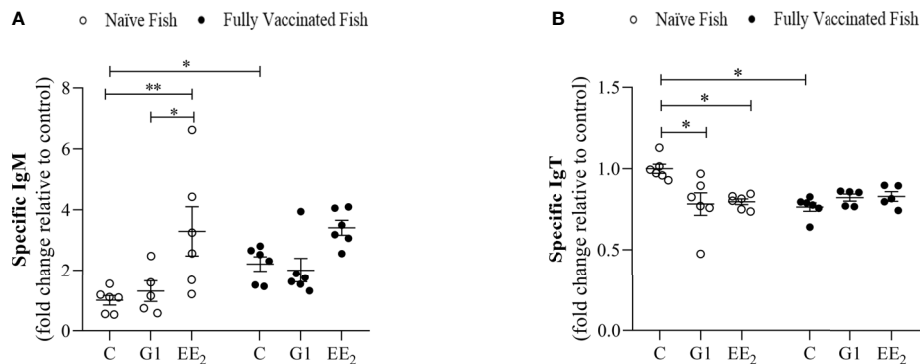 A
○ Naïve Fish ● Fully Vaccinated Fish
Specific IgM
(fold change relative to control)
8
6
4
2
0
*
**
*
C G1 EE₂ C G1 EE₂
B
○ Naïve Fish ● Fully Vaccinated Fish
Specific IgT
(fold change relative to control)
1.5
1.0
0.5
0.0
*
*
*
C G1 EE₂ C G1 EE₂